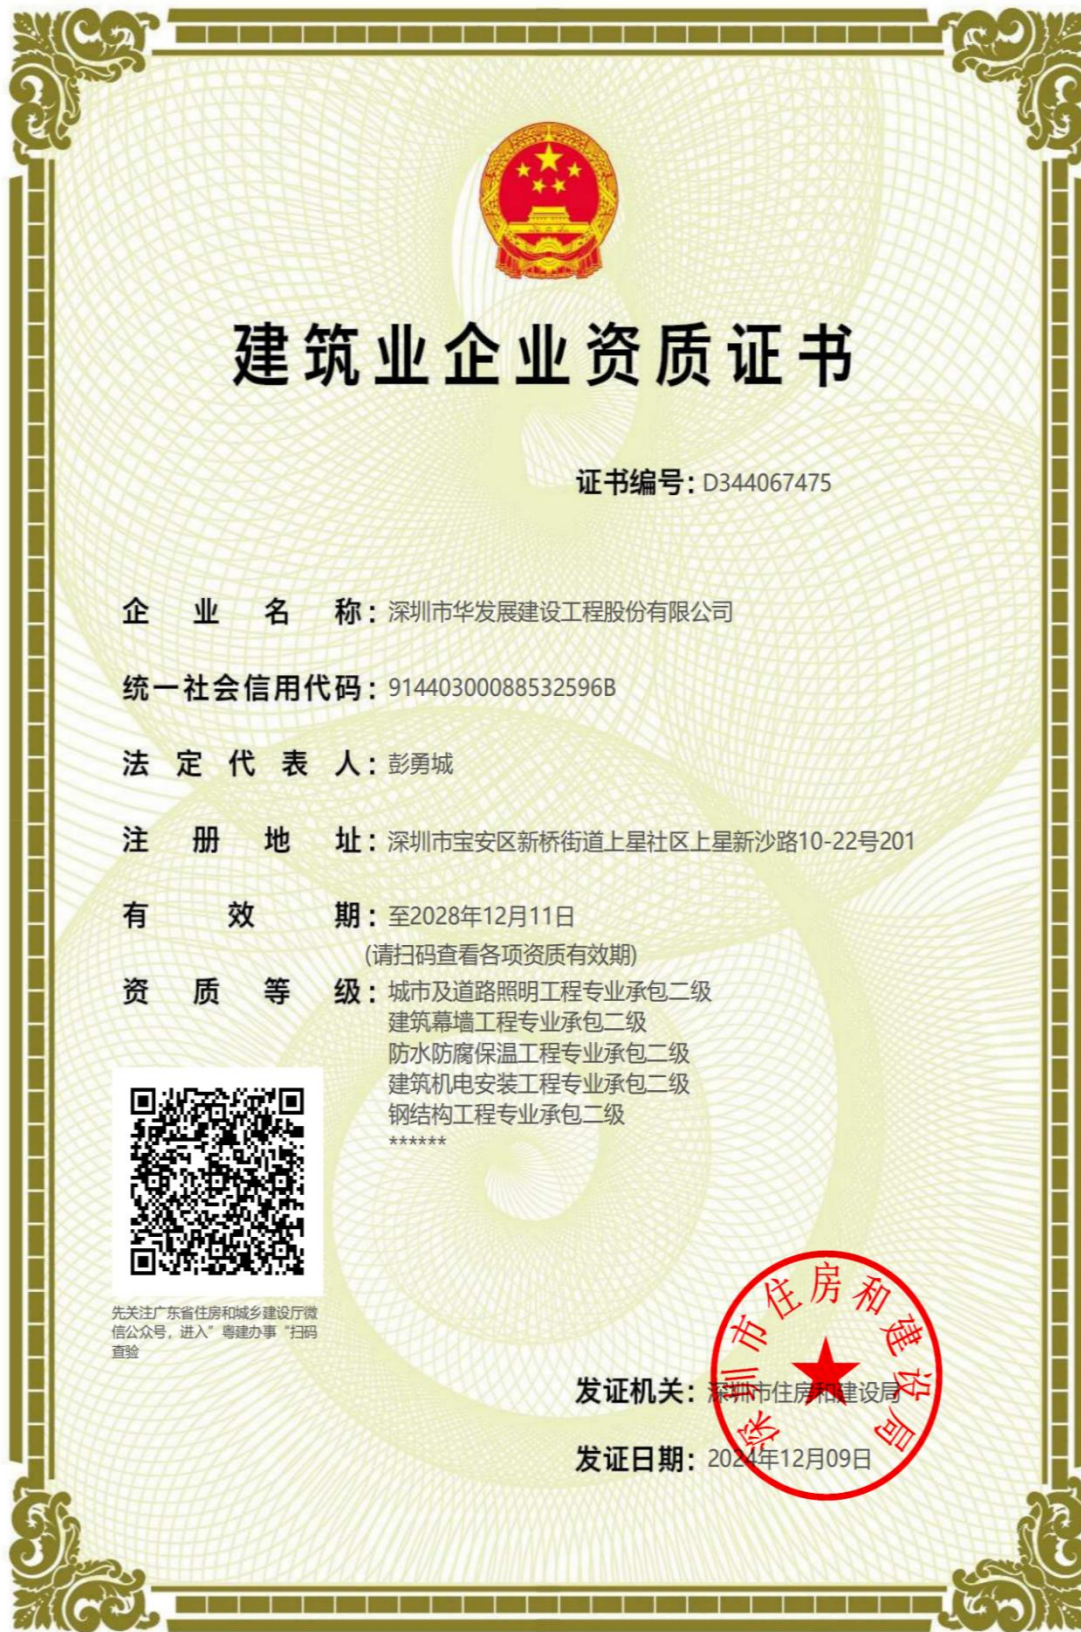 建筑业企业资质证书
证书编号：D344067475
企业名称：深圳市华发展建设工程股份有限公司
统一社会信用代码：91440300088532596B
法定代表人：彭勇城
注册地址：深圳市宝安区新桥街道上星社区上星新沙路10-22号201
有效期：至2028年12月11日
(请扫码查看各项资质有效期)
资质等级：城市及道路照明工程专业承包二级
建筑幕墙工程专业承包二级
防水防腐保温工程专业承包二级
建筑机电安装工程专业承包二级
钢结构工程专业承包二级
******
先关注广东省住房和城乡建设厅微
信公众号，进入”粤建办事“扫码
查验
深圳市住房和建设局
发证机关：深圳市住房和建设局
发证日期：2024年12月09日